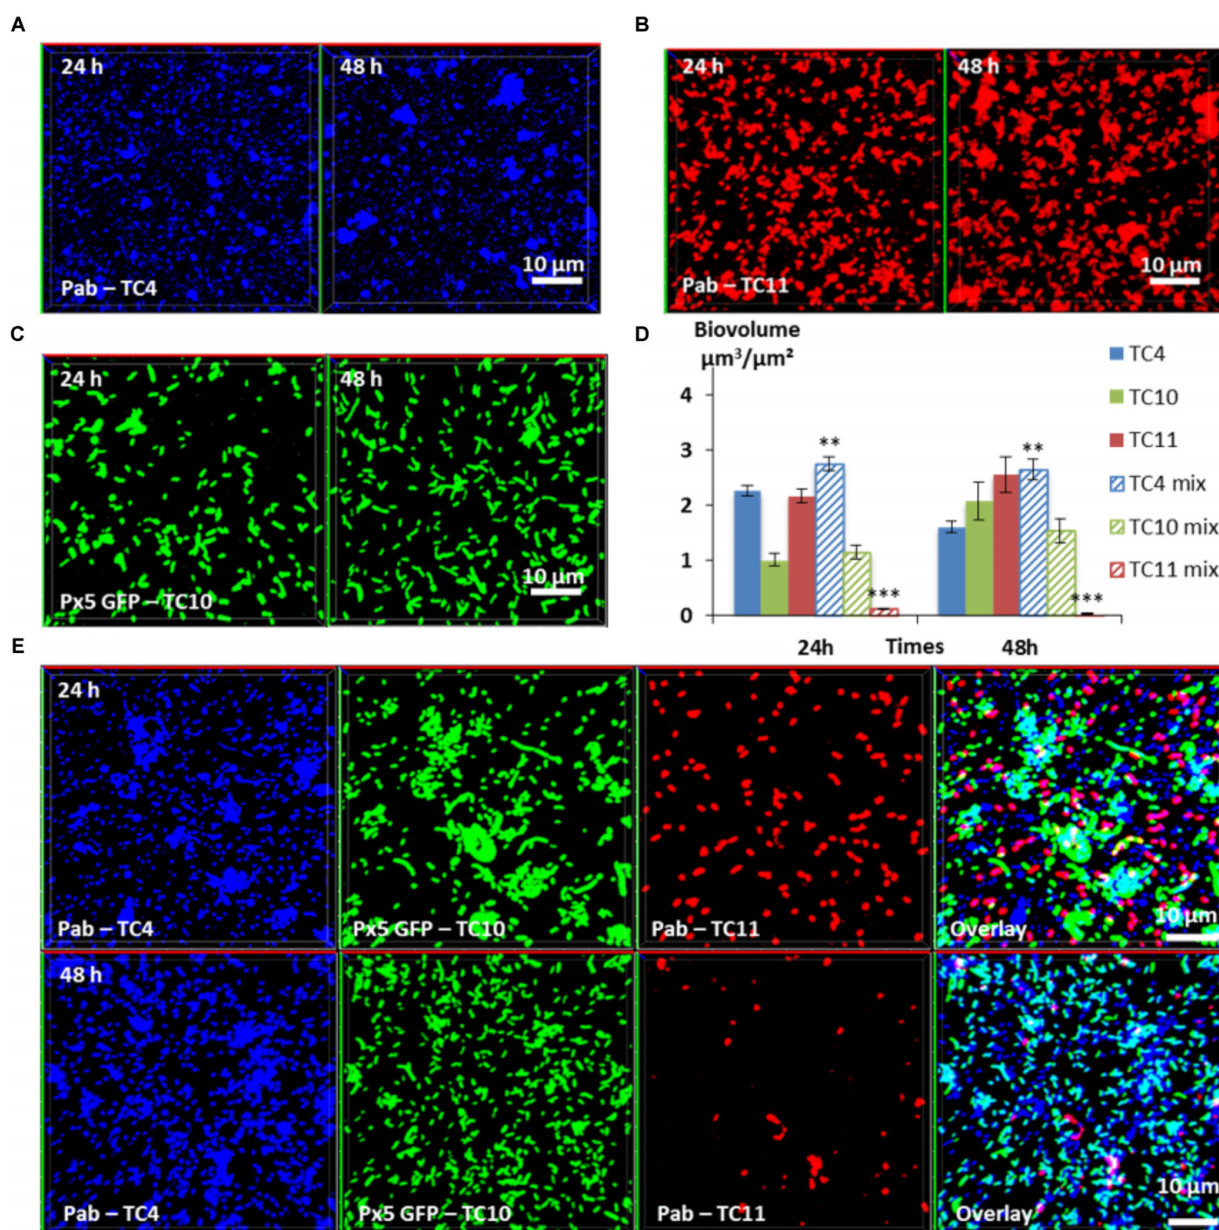 A
B
24 h
48 h
24 h
48 h
Pab – TC4
10 µm
Pab – TC11
10 µm
C
D
24 h
48 h
Px5 GFP – TC10
10 µm
Biovolume
µm³/µm²
4
3
2
1
0
**
***
**
***
24h
Times
48h
TC4
TC10
TC11
TC4 mix
TC10 mix
TC11 mix
E
24 h
Pab – TC4
Px5 GFP – TC10
Pab – TC11
Overlay
10 µm
48 h
Pab – TC4
Px5 GFP – TC10
Pab – TC11
Overlay
10 µm